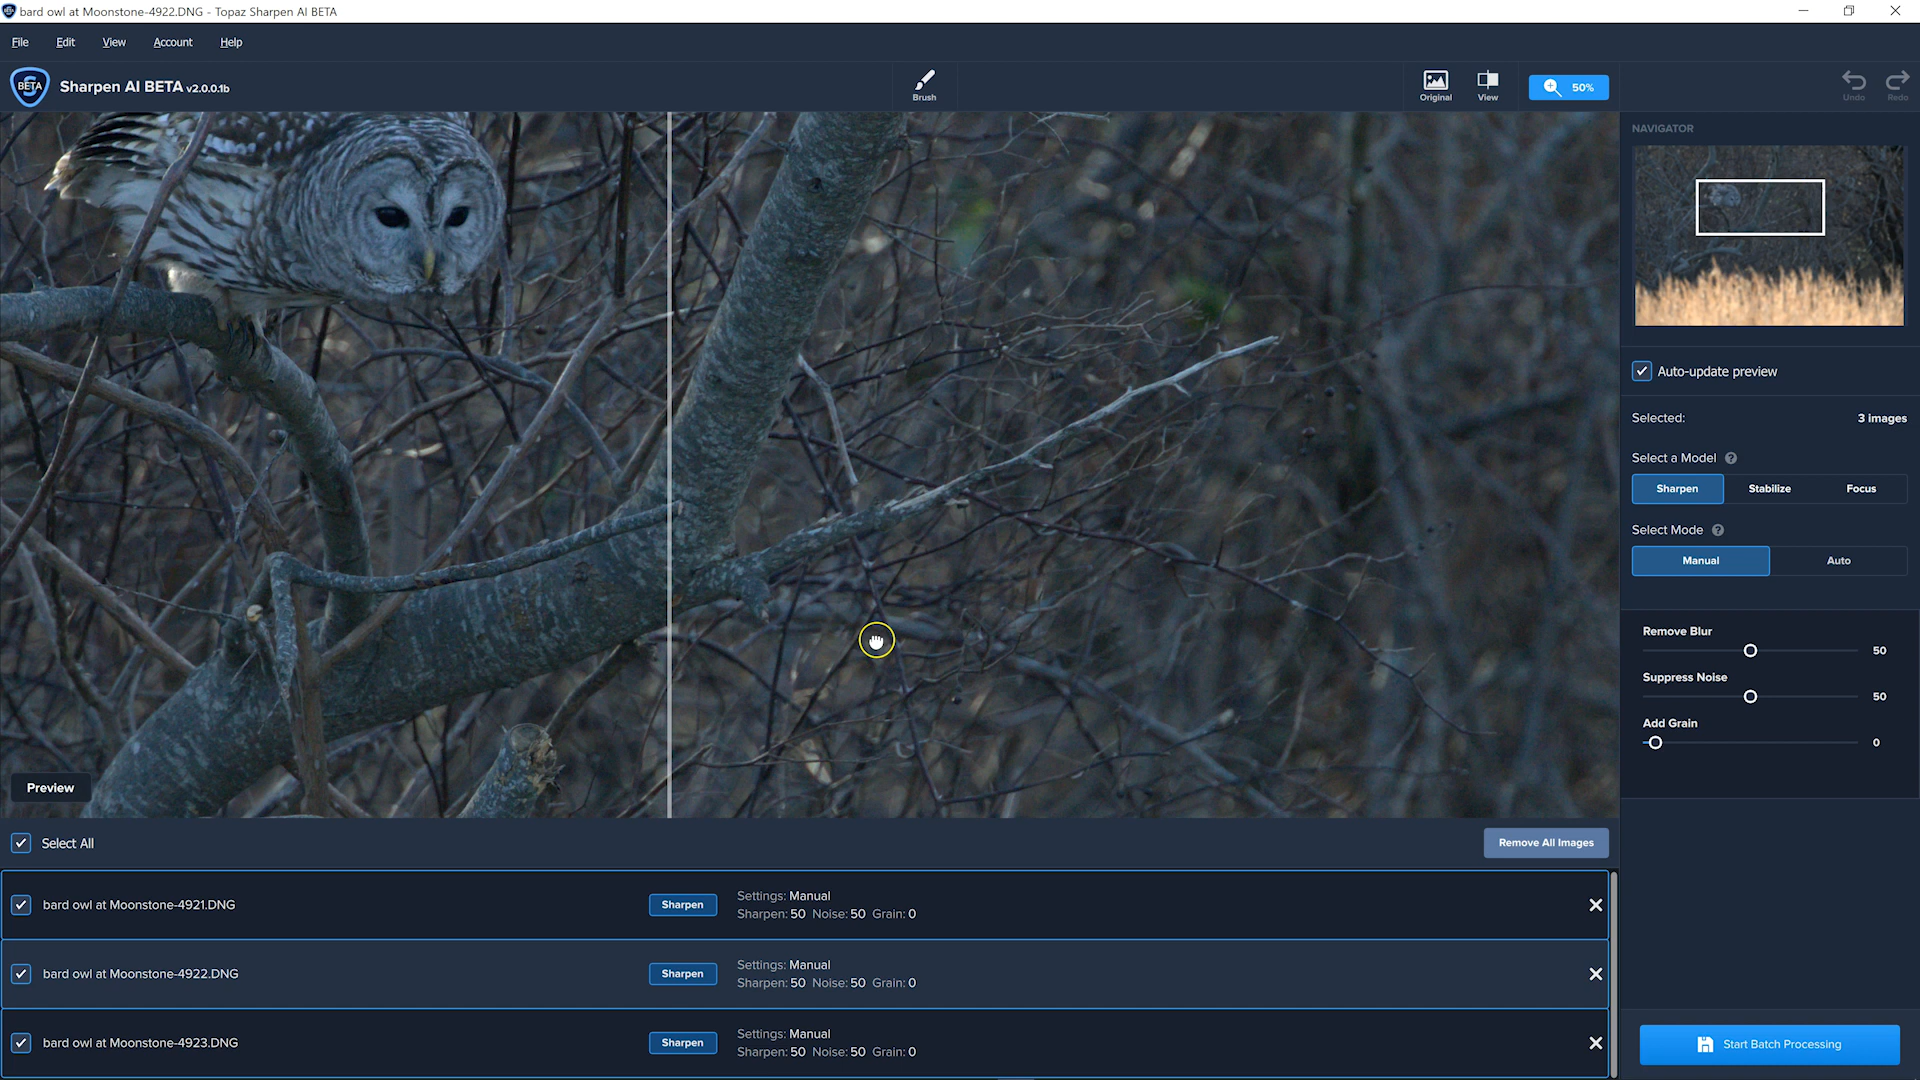 bard owl at Moonstone-4922.DNG - Topaz Sharpen AI BETA
File Edit View Account Help
BETA Sharpen AI BETA v2.0.0.1b
Brush
Original View 50% Undo Redo
NAVIGATOR
Auto-update preview
Selected: 3 images
Select a Model ?
Sharpen Stabilize Focus
Select Mode ?
Manual Auto
Remove Blur
50
Suppress Noise
50
Add Grain
0
Preview
Select All Remove All Images
bard owl at Moonstone-4921.DNG Sharpen
Settings: Manual
Sharpen: 50 Noise: 50 Grain: 0
bard owl at Moonstone-4922.DNG Sharpen
Settings: Manual
Sharpen: 50 Noise: 50 Grain: 0
bard owl at Moonstone-4923.DNG Sharpen
Settings: Manual
Sharpen: 50 Noise: 50 Grain: 0
Start Batch Processing